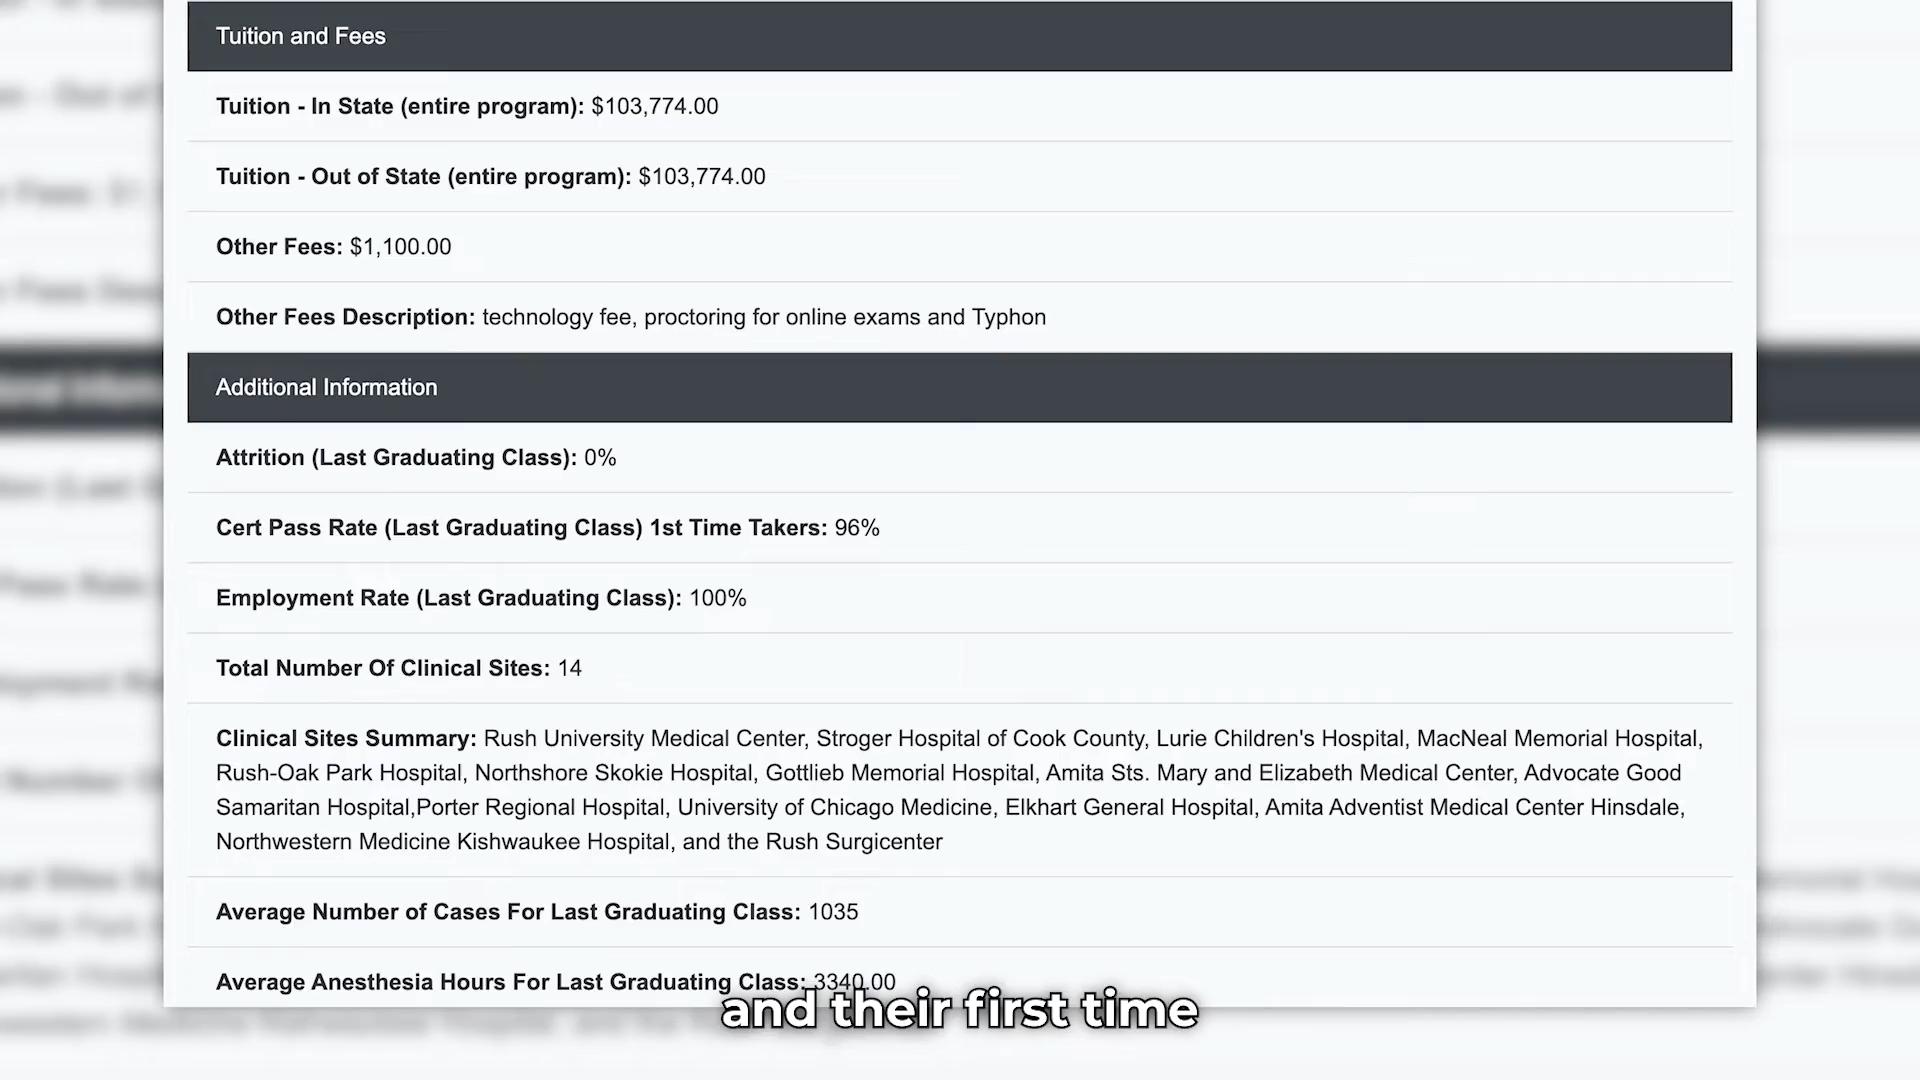 Tuition and Fees
Tuition - In State (entire program): $103,774.00
Tuition - Out of State (entire program): $103,774.00
Other Fees: $1,100.00
Other Fees Description: technology fee, proctoring for online exams and Typhon
Additional Information
Attrition (Last Graduating Class): 0%
Cert Pass Rate (Last Graduating Class) 1st Time Takers: 96%
Employment Rate (Last Graduating Class): 100%
Total Number Of Clinical Sites: 14
Clinical Sites Summary: Rush University Medical Center, Stroger Hospital of Cook County, Lurie Children's Hospital, MacNeal Memorial Hospital,
Rush-Oak Park Hospital, Northshore Skokie Hospital, Gottlieb Memorial Hospital, Amita Sts. Mary and Elizabeth Medical Center, Advocate Good
Samaritan Hospital,Porter Regional Hospital, University of Chicago Medicine, Elkhart General Hospital, Amita Adventist Medical Center Hinsdale,
Northwestern Medicine Kishwaukee Hospital, and the Rush Surgicenter
Average Number of Cases For Last Graduating Class: 1035
Average Anesthesia Hours For Last Graduating Class: 3340.00
and their first time